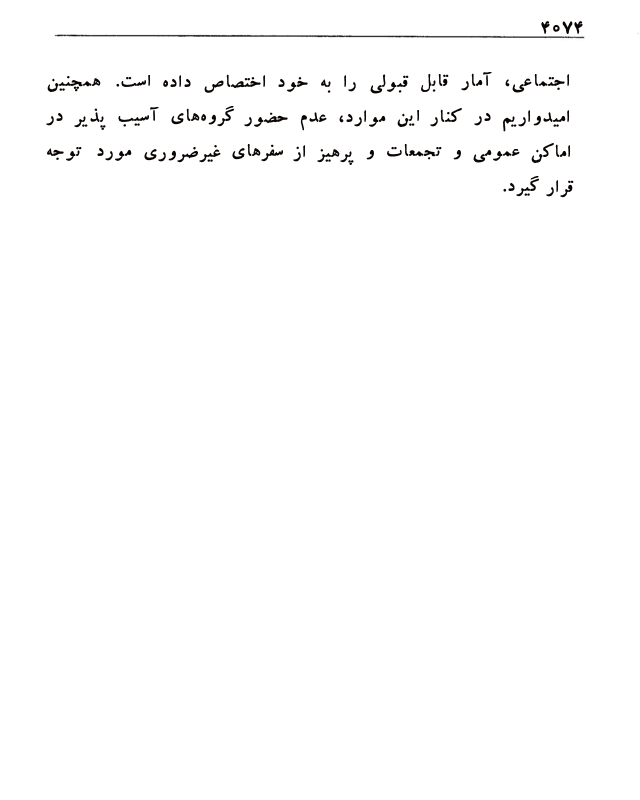 ۴۰۷۴
اجتماعی، آمار قابل قبولی را به خود اختصاص داده است. همچنین
امیدواریم در کنار این موارد، عدم حضور گروه‌های آسیب پذیر در
اماکن عمومی و تجمعات و پرهیز از سفرهای غیرضروری مورد توجه
قرار گیرد.